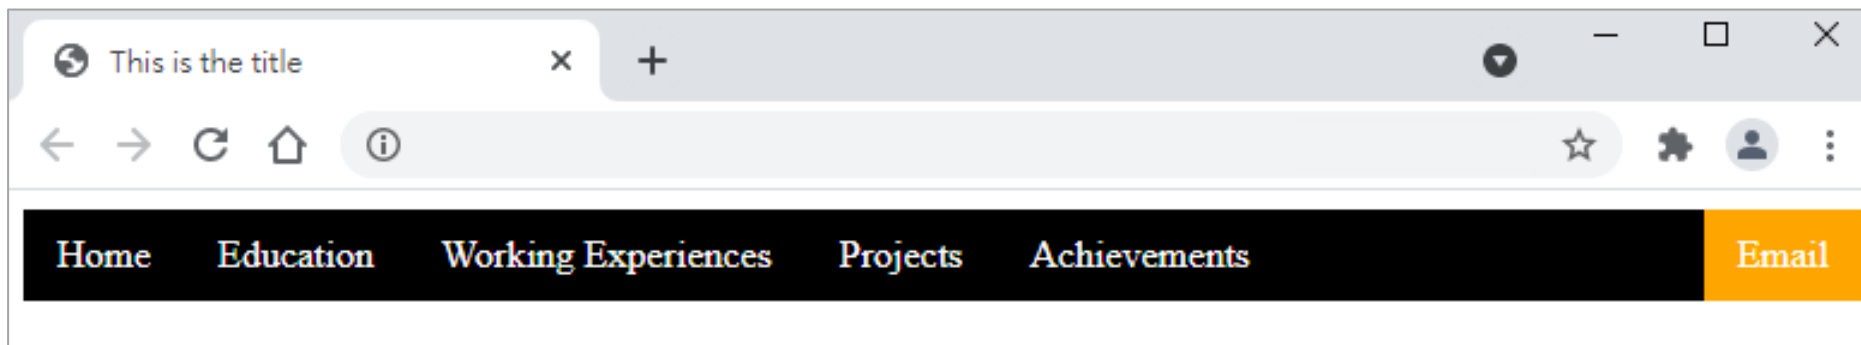 This is the title
Home Education Working Experiences Projects Achievements Email